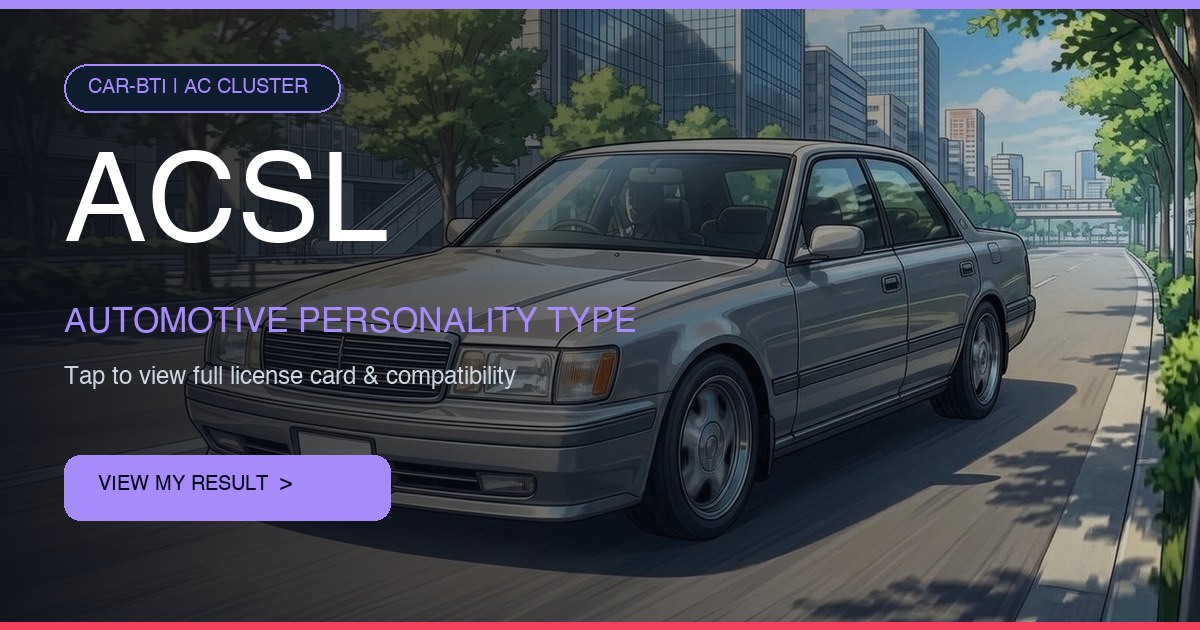 CAR-BTI | AC CLUSTER
ACSL
AUTOMOTIVE PERSONALITY TYPE
Tap to view full license card & compatibility
VIEW MY RESULT >